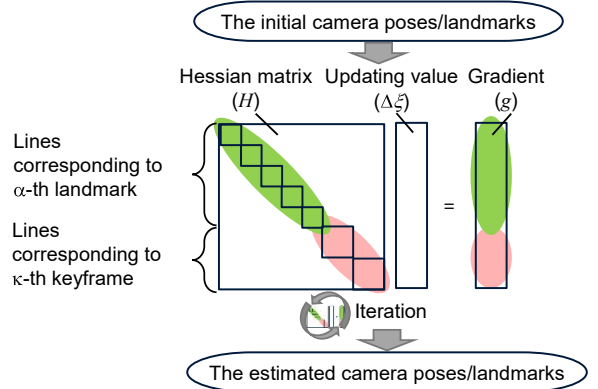 The initial camera poses/landmarks
Hessian matrix
(H)
Updating value
(Δξ)
Gradient
(g)
Lines
corresponding to
α-th landmark
Lines
corresponding to
κ-th keyframe
=
Iteration
The estimated camera poses/landmarks